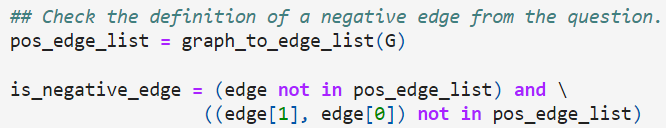 ## Check the definition of a negative edge from the question.
pos_edge_list = graph_to_edge_list(G)
is_negative_edge = (edge not in pos_edge_list) and \
((edge[1], edge[0]) not in pos_edge_list)